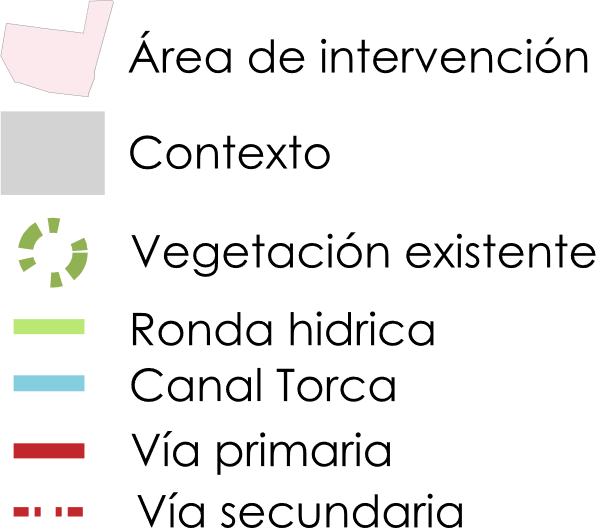 Área de intervención
Contexto
Vegetación existente
Ronda hidrica
Canal Torca
Vía primaria
Vía secundaria